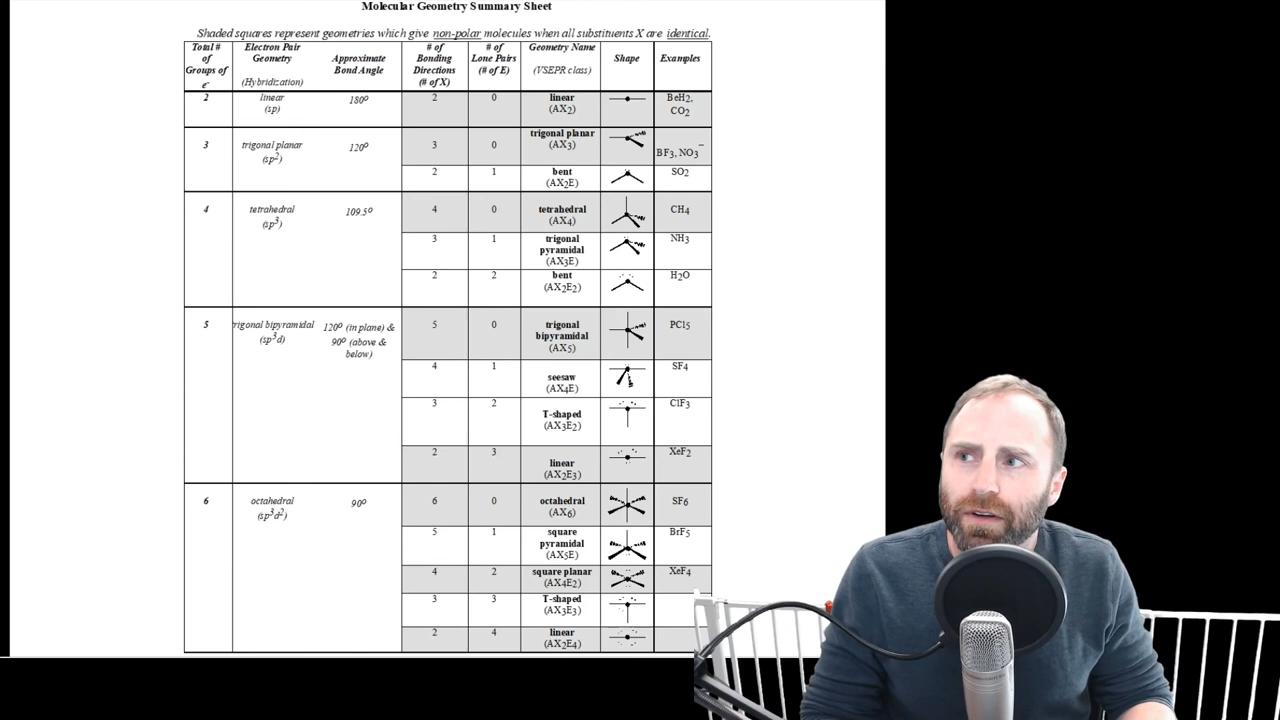 Molecular Geometry Summary Sheet
Shaded squares represent geometries which give non-polar molecules when all substituents X are identical.
Total #
of
Groups of
e-
Electron Pair
Geometry
(Hybridization)
Approximate
Bond Angle
# of
Bonding
Directions
(# of X)
# of
Lone Pairs
(# of E)
Geometry Name
(VSEPR class)
Shape
Examples
2
linear
(sp)
180º
2
0
linear
(AX2)
BeH2,
CO2
3
trigonal planar
(sp2)
120º
3
0
trigonal planar
(AX3)
BF3, NO3−
2
1
bent
(AX2E)
SO2
4
tetrahedral
(sp3)
109.5º
4
0
tetrahedral
(AX4)
CH4
3
1
trigonal
pyramidal
(AX3E)
NH3
2
2
bent
(AX2E2)
H2O
5
rigonal bipyramidal
(sp3d)
120º (in plane) &
90º (above &
below)
5
0
trigonal
bipyramidal
(AX5)
PCl5
4
1
seesaw
(AX4E)
SF4
3
2
T-shaped
(AX3E2)
ClF3
2
3
linear
(AX2E3)
XeF2
6
octahedral
(sp3d2)
90º
6
0
octahedral
(AX6)
SF6
5
1
square
pyramidal
(AX5E)
BrF5
4
2
square planar
(AX4E2)
XeF4
3
3
T-shaped
(AX3E3)
2
4
linear
(AX2E4)